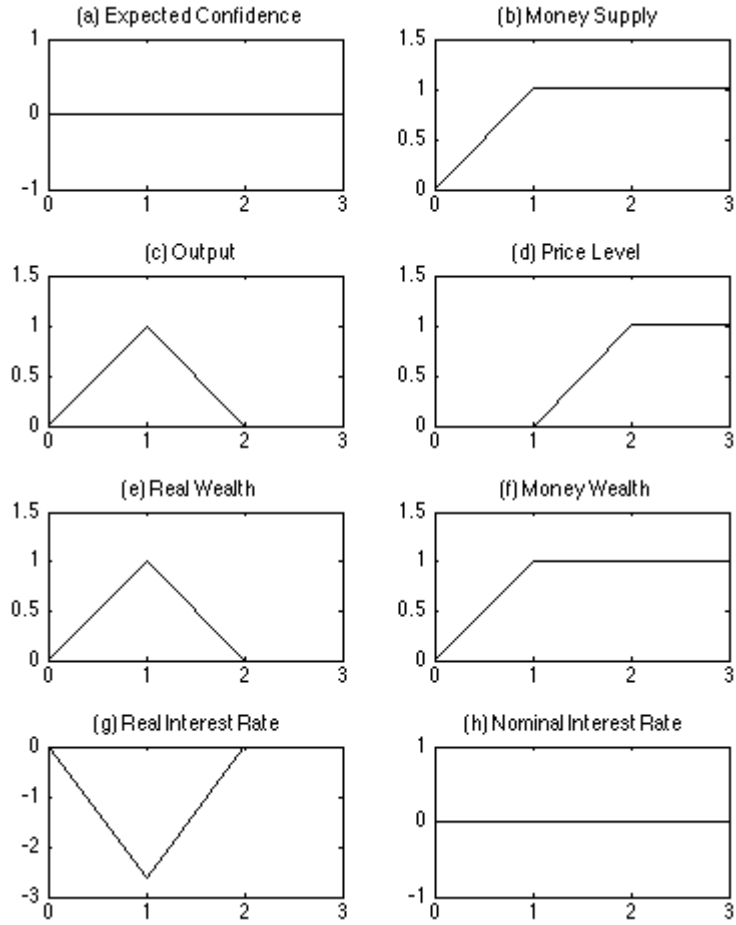 (a) Expected Confidence
1
0
-1
0 1 2 3
(b) Money Supply
1.5
1
0.5
0
0 1 2 3
(c) Output
1.5
1
0.5
0
0 1 2 3
(d) Price Level
1.5
1
0.5
0
0 1 2 3
(e) Real Wealth
1.5
1
0.5
0
0 1 2 3
(f) Money Wealth
1.5
1
0.5
0
0 1 2 3
(g) Real Interest Rate
0
-1
-2
-3
0 1 2 3
(h) Nominal Interest Rate
1
0
-1
0 1 2 3